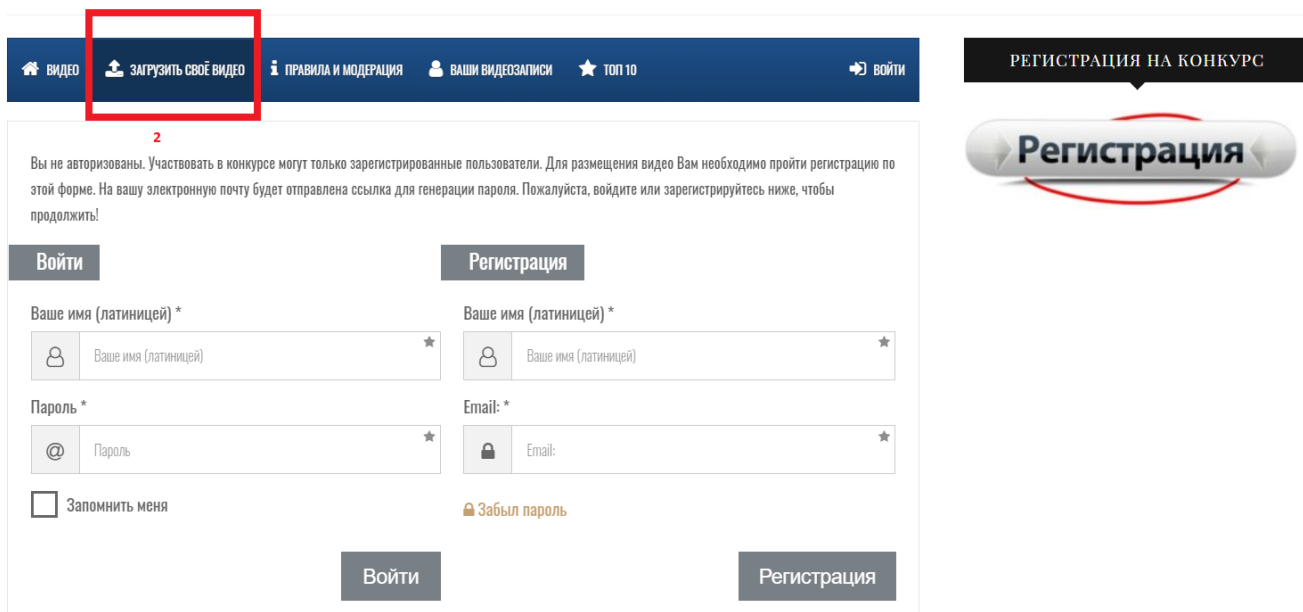 ВИДЕО
ЗАГРУЗИТЬ СВОЁ ВИДЕО
ПРАВИЛА И МОДЕРАЦИЯ
ВАШИ ВИДЕОЗАПИСИ
ТОП 10
ВОЙТИ
РЕГИСТРАЦИЯ НА КОНКУРС
Регистрация
2
Вы не авторизованы. Участвовать в конкурсе могут только зарегистрированные пользователи. Для размещения видео Вам необходимо пройти регистрацию по
этой форме. На вашу электронную почту будет отправлена ссылка для генерации пароля. Пожалуйста, войдите или зарегистрируйтесь ниже, чтобы
продолжить!
Войти
Ваше имя (латиницей) *
Ваше имя (латиницей)
Пароль *
@ Пароль
Запомнить меня
Войти
Регистрация
Ваше имя (латиницей) *
Ваше имя (латиницей)
Email: *
Email:
Забыл пароль
Регистрация